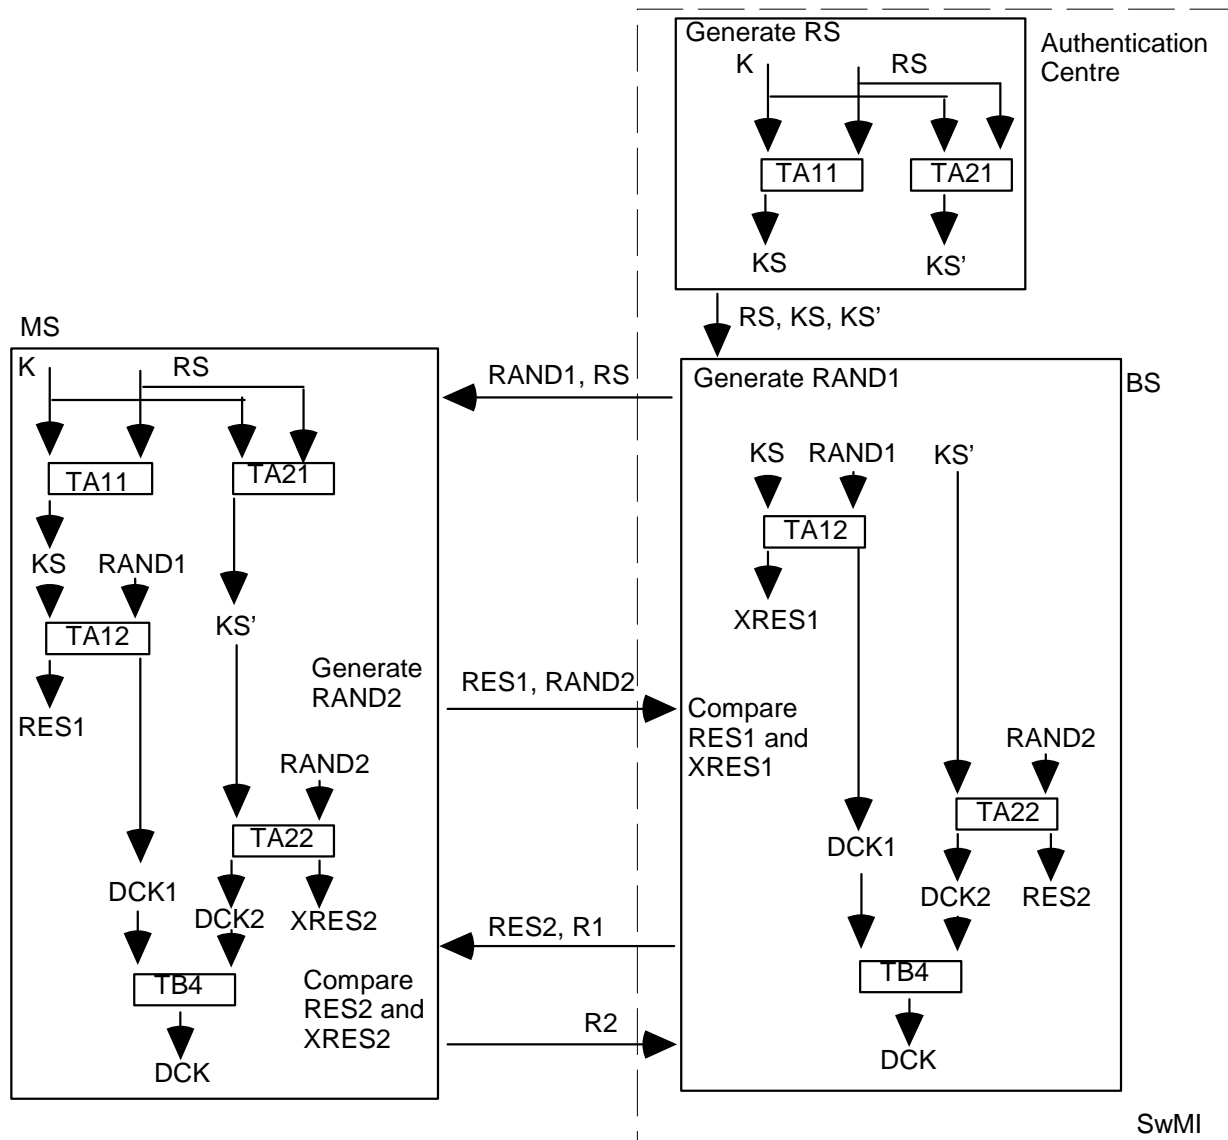 Generate RS
Authentication
Centre
K
RS
TA11
TA21
KS
KS’
RS, KS, KS’
MS
K
RS
RAND1, RS
Generate RAND1
BS
TA11
TA21
KS
RAND1
KS’
TA12
KS
RAND1
TA12
KS’
XRES1
RES1
Generate
RAND2
RES1, RAND2
Compare
RES1 and
XRES1
RAND2
RAND2
TA22
TA22
DCK1
DCK1
DCK2
XRES2
DCK2
RES2
RES2, R1
TB4
TB4
Compare
RES2 and
XRES2
R2
DCK
DCK
SwMI